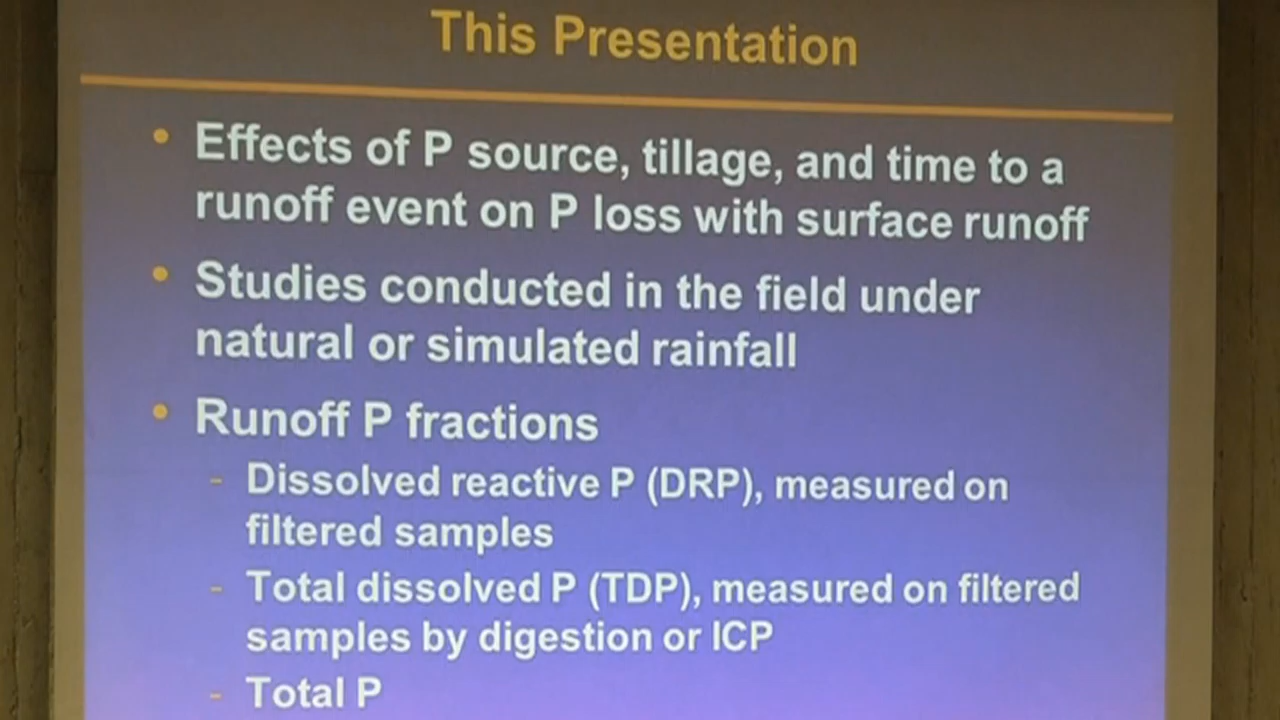 This Presentation
• Effects of P source, tillage, and time to a
runoff event on P loss with surface runoff
• Studies conducted in the field under
natural or simulated rainfall
• Runoff P fractions
- Dissolved reactive P (DRP), measured on
filtered samples
- Total dissolved P (TDP), measured on filtered
samples by digestion or ICP
- Total P